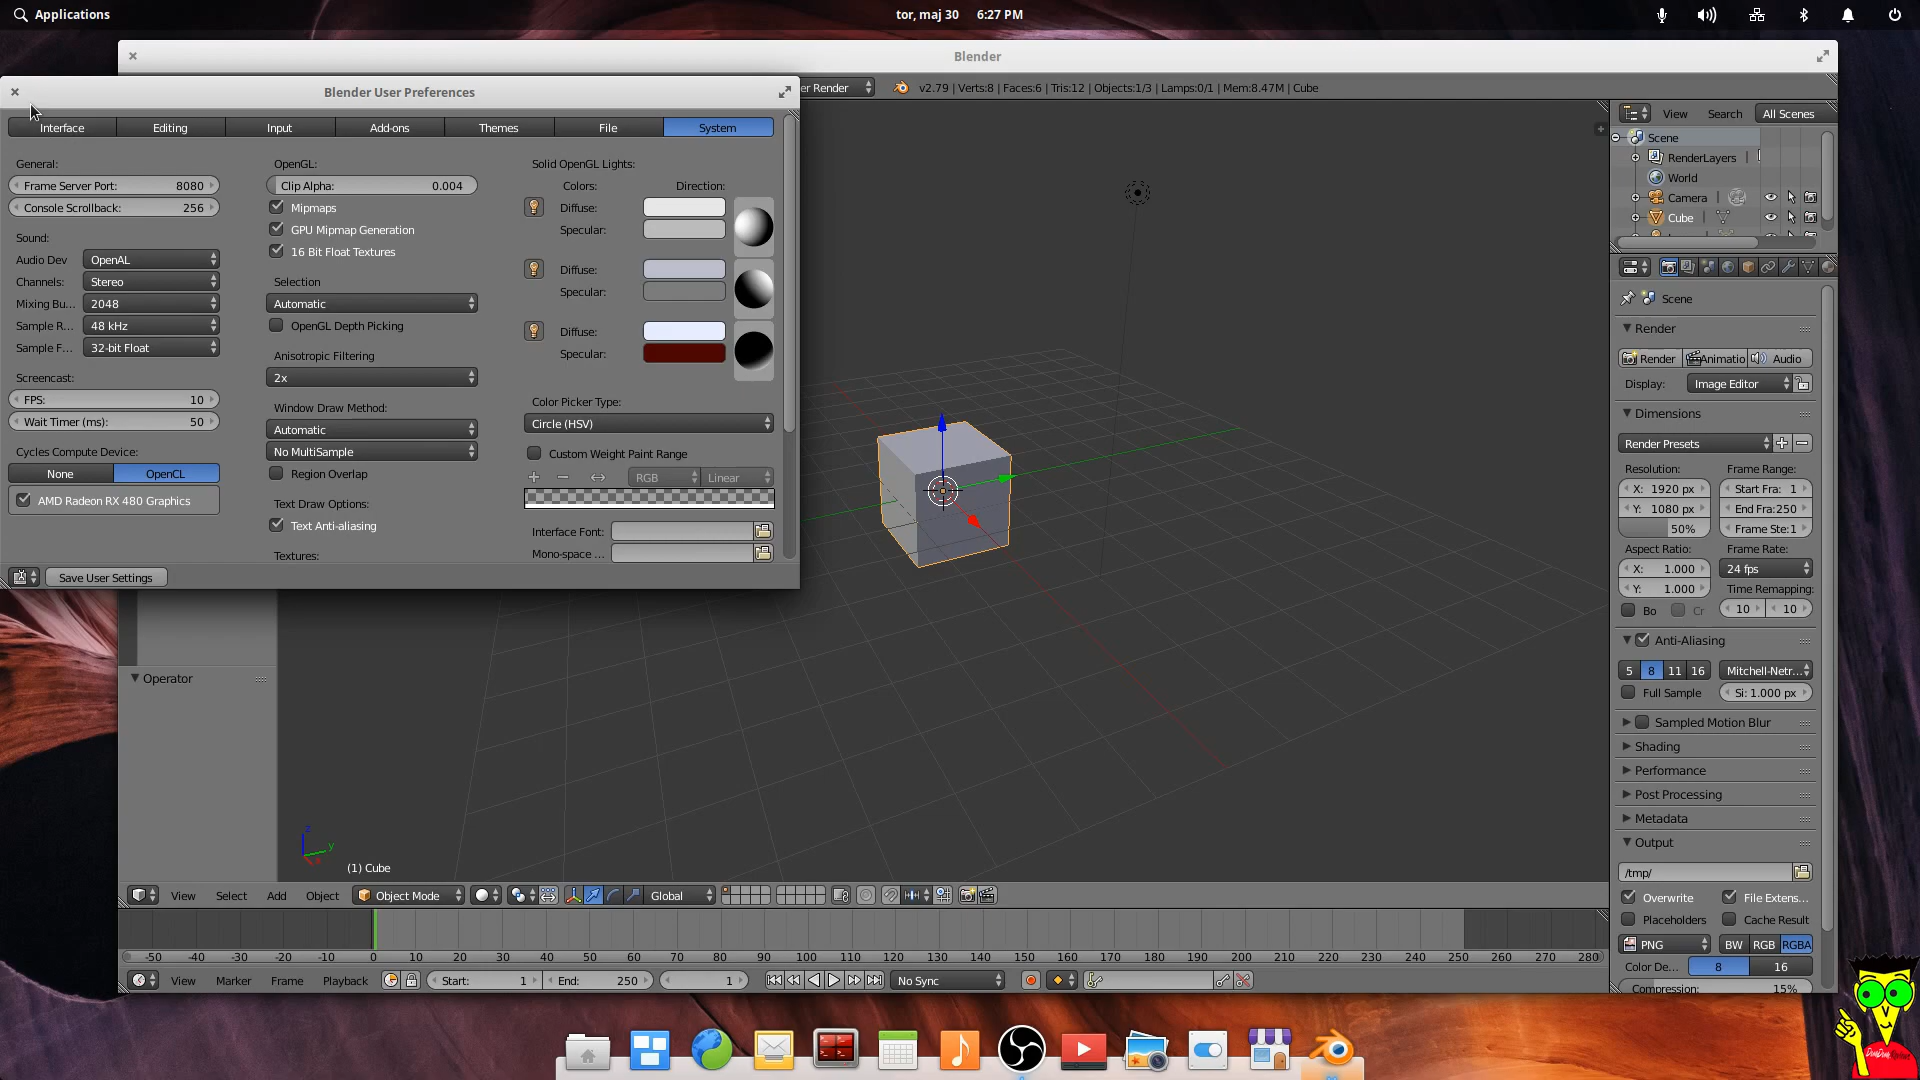 Applications
tor, maj 30 6:27 PM
Blender
Blender User Preferences
er Render
v2.79 | Verts:8 | Faces:6 | Tris:12 | Objects:1/3 | Lamps:0/1 | Mem:8.47M | Cube
Interface Editing Input Add-ons Themes File System
General:
Frame Server Port: 8080
Console Scrollback: 256
Sound:
Audio Dev OpenAL
Channels: Stereo
Mixing Bu... 2048
Sample R... 48 kHz
Sample F... 32-bit Float
Screencast:
FPS: 10
Wait Timer (ms): 50
Cycles Compute Device:
None OpenCL
AMD Radeon RX 480 Graphics
OpenGL:
Clip Alpha: 0.004
Mipmaps
GPU Mipmap Generation
16 Bit Float Textures
Selection
Automatic
OpenGL Depth Picking
Anisotropic Filtering
2x
Window Draw Method:
Automatic
No MultiSample
Region Overlap
Text Draw Options:
Text Anti-aliasing
Textures:
Solid OpenGL Lights:
Colors: Direction:
Diffuse:
Specular:
Diffuse:
Specular:
Diffuse:
Specular:
Color Picker Type:
Circle (HSV)
Custom Weight Paint Range
RGB Linear
Interface Font:
Mono-space ...
Save User Settings
Operator
z
y
x
(1) Cube
View Select Add Object Object Mode Global
-50 -40 -30 -20 -10 0 10 20 30 40 50 60 70 80 90 100 110 120 130 140 150 160 170 180 190 200 210 220 230 240 250 260 270 280
View Marker Frame Playback Start: 1 End: 250 1 No Sync
View Search All Scenes
Scene
RenderLayers
World
Camera
Cube
Scene
Render
Render Animatio Audio
Display: Image Editor
Dimensions
Render Presets
Resolution: Frame Range:
X: 1920 px Start Fra: 1
Y: 1080 px End Fra:250
50% Frame Ste:1
Aspect Ratio: Frame Rate:
X: 1.000 24 fps
Y: 1.000 Time Remapping:
Bo Cr 10 10
Anti-Aliasing
5 8 11 16 Mitchell-Netr...
Full Sample Si: 1.000 px
Sampled Motion Blur
Shading
Performance
Post Processing
Metadata
Output
/tmp/
Overwrite File Extens...
Placeholders Cache Result
PNG BW RGB RGBA
Color De... 8 16
Compression: 15%